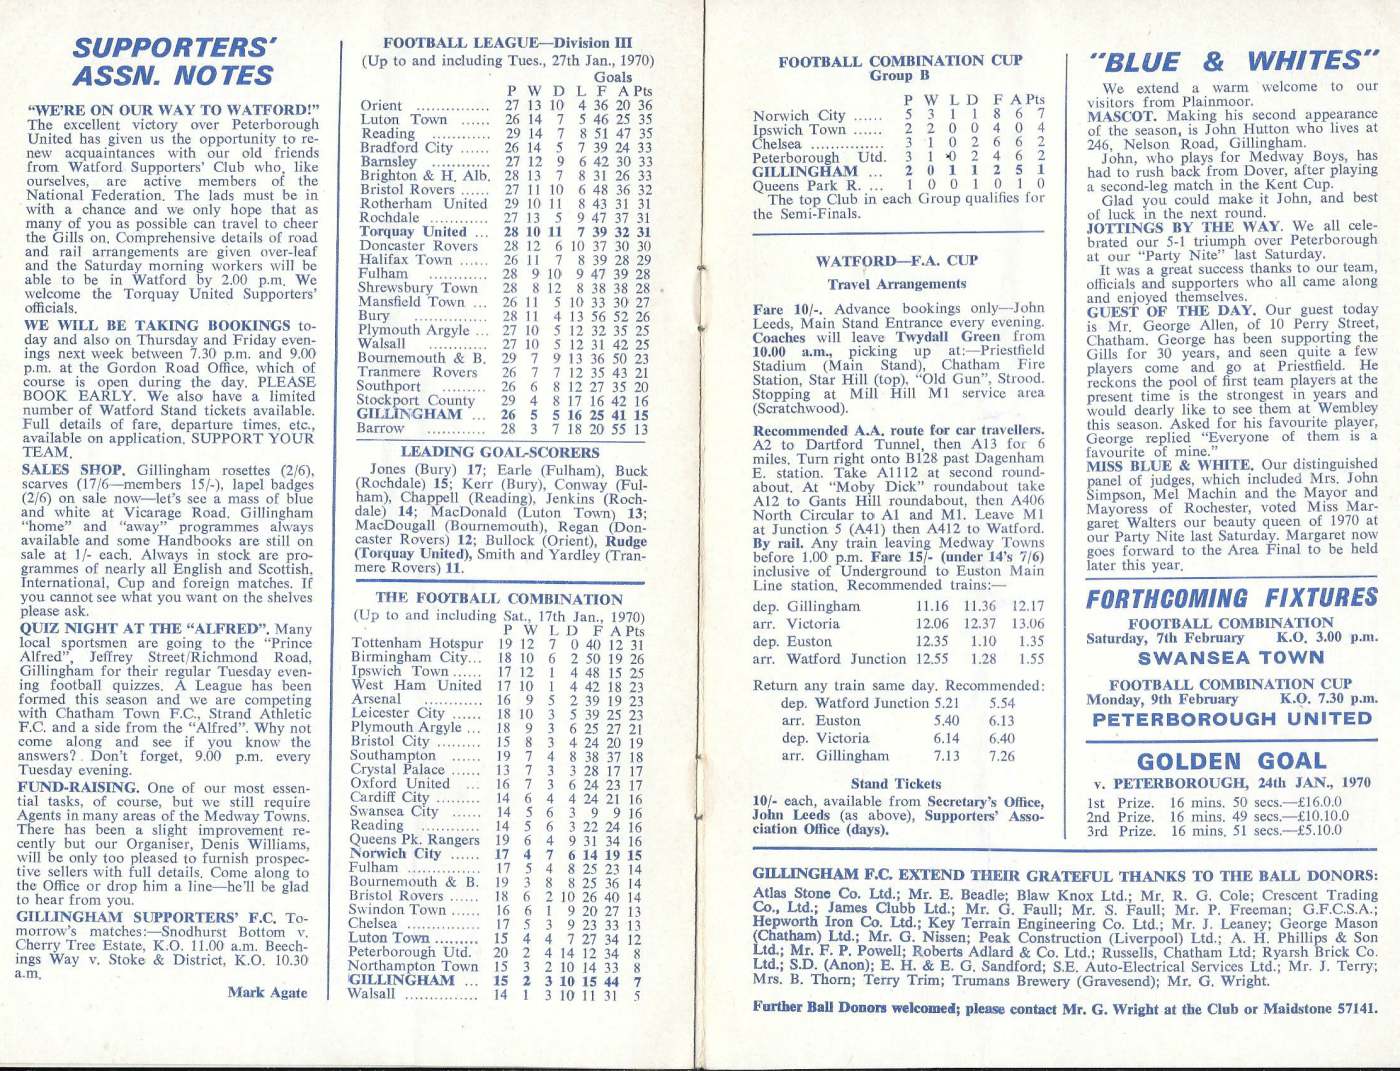 SUPPORTERS'
ASSN. NOTES
"WE'RE ON OUR WAY TO WATFORD!"
The excellent victory over Peterborough
United has given us the opportunity to re-
new acquaintances with our old friends
from Watford Supporters' Club who, like
ourselves, are active members of the
National Federation. The lads must be in
with a chance and we only hope that as
many of you as possible can travel to cheer
the Gills on. Comprehensive details of road
and rail arrangements are given over-leaf
and the Saturday morning workers will be
able to be in Watford by 2.00 p.m. We
welcome the Torquay United Supporters'
officials.
WE WILL BE TAKING BOOKINGS to-
day and also on Thursday and Friday even-
ings next week between 7.30 p.m. and 9.00
p.m. at the Gordon Road Office, which of
course is open during the day. PLEASE
BOOK EARLY. We also have a limited
number of Watford Stand tickets available.
Full details of fare, departure times, etc.,
available on application. SUPPORT YOUR
TEAM.
SALES SHOP. Gillingham rosettes (2/6),
scarves (17/6—members 15/-), lapel badges
(2/6) on sale now—let's see a mass of blue
and white at Vicarage Road. Gillingham
"home" and "away" programmes always
available and some Handbooks are still on
sale at 1/- each. Always in stock are pro-
grammes of nearly all English and Scottish,
International, Cup and foreign matches. If
you cannot see what you want on the shelves
please ask.
QUIZ NIGHT AT THE "ALFRED". Many
local sportsmen are going to the "Prince
Alfred", Jeffrey Street/Richmond Road,
Gillingham for their regular Tuesday even-
ing football quizzes. A League has been
formed this season and we are competing
with Chatham Town F.C., Strand Athletic
F.C. and a side from the "Alfred". Why not
come along and see if you know the
answers? Don't forget, 9.00 p.m. every
Tuesday evening.
FUND-RAISING. One of our most essen-
tial tasks, of course, but we still require
Agents in many areas of the Medway Towns.
There has been a slight improvement re-
cently but our Organiser, Denis Williams,
will be only too pleased to furnish prospec-
tive sellers with full details. Come along to
the Office or drop him a line—he'll be glad
to hear from you.
GILLINGHAM SUPPORTERS' F.C. To-
morrow's matches:—Snodhurst Bottom v.
Cherry Tree Estate, K.O. 11.00 a.m. Beech-
ings Way v. Stoke & District, K.O. 10.30
a.m.
Mark Agate
FOOTBALL LEAGUE—Division III
(Up to and including Tues., 27th Jan., 1970)
Goals
P W D L F A Pts
Orient .............. 27 13 10 4 36 20 36
Luton Town ...... 26 14 7 5 46 25 35
Reading ........... 29 14 7 8 51 47 35
Bradford City ...... 26 14 5 7 39 24 33
Barnsley ........... 27 12 9 6 42 30 33
Brighton & H. Alb. 28 13 7 8 31 26 33
Bristol Rovers ...... 27 11 10 6 48 36 32
Rotherham United 29 10 11 8 43 31 31
Rochdale ........... 27 13 5 9 47 37 31
Torquay United ... 28 10 11 7 39 32 31
Doncaster Rovers 28 12 6 10 37 30 30
Halifax Town ...... 26 11 7 8 39 28 29
Fulham ........... 28 9 10 9 47 39 28
Shrewsbury Town 28 8 12 8 38 38 28
Mansfield Town ... 26 11 5 10 33 30 27
Bury .............. 28 11 4 13 56 52 26
Plymouth Argyle ... 27 10 5 12 32 35 25
Walsall ........... 27 10 5 12 31 42 25
Bournemouth & B. 29 7 9 13 36 50 23
Tranmere Rovers 26 7 7 12 35 43 21
Southport ......... 26 6 8 12 27 35 20
Stockport County 29 4 8 17 16 42 16
GILLINGHAM ... 26 5 5 16 25 41 15
Barrow ........... 28 3 7 18 20 55 13
LEADING GOAL-SCORERS
Jones (Bury) 17; Earle (Fulham), Buck
(Rochdale) 15; Kerr (Bury), Conway (Ful-
ham), Chappell (Reading), Jenkins (Roch-
dale) 14; MacDonald (Luton Town) 13;
MacDougall (Bournemouth), Regan (Don-
caster Rovers) 12; Bullock (Orient), Rudge
(Torquay United), Smith and Yardley (Tran-
mere Rovers) 11.
THE FOOTBALL COMBINATION
(Up to and including Sat., 17th Jan., 1970)
P W L D F A Pts
Tottenham Hotspur 19 12 7 0 40 12 31
Birmingham City... 18 10 6 2 50 19 26
Ipswich Town ...... 17 12 1 4 48 15 25
West Ham United 17 10 1 4 42 18 23
Arsenal ........... 16 9 5 2 39 19 23
Leicester City ...... 18 10 3 5 39 25 23
Plymouth Argyle ... 18 9 3 6 25 27 21
Bristol City ......... 15 8 3 4 24 20 19
Southampton ...... 19 7 4 8 38 37 18
Crystal Palace ...... 13 7 3 3 28 17 17
Oxford United ... 16 7 3 6 24 23 17
Cardiff City ......... 14 6 4 4 24 21 16
Swansea City ...... 14 5 6 3 9 9 16
Reading ........... 14 5 6 3 22 24 16
Queens Pk. Rangers 19 6 4 9 31 34 16
Norwich City ...... 17 4 7 6 14 19 15
Fulham .............. 17 5 4 8 25 23 14
Bournemouth & B. 19 3 8 8 25 36 14
Bristol Rovers ...... 18 6 2 10 26 40 14
Swindon Town ...... 16 6 1 9 20 27 13
Chelsea .............. 17 5 3 9 23 33 13
Luton Town ......... 15 4 4 7 27 34 12
Peterborough Utd. 20 2 4 14 12 34 8
Northampton Town 15 3 2 10 14 33 8
GILLINGHAM ... 15 2 3 10 15 44 7
Walsall .............. 14 1 3 10 11 31 5
FOOTBALL COMBINATION CUP
Group B
P W L D F A Pts
Norwich City ...... 5 3 1 1 8 6 7
Ipswich Town ...... 2 2 0 0 4 0 4
Chelsea .............. 3 1 0 2 6 6 2
Peterborough Utd. 3 1 0 2 4 6 2
GILLINGHAM ... 2 0 1 1 2 5 1
Queens Park R. ... 1 0 0 1 0 1 0
The top Club in each Group qualifies for
the Semi-Finals.
WATFORD—F.A. CUP
Travel Arrangements
Fare 10/-. Advance bookings only—John
Leeds, Main Stand Entrance every evening.
Coaches will leave Twydall Green from
10.00 a.m., picking up at:—Priestfield
Stadium (Main Stand), Chatham Fire
Station, Star Hill (top), "Old Gun", Strood.
Stopping at Mill Hill M1 service area
(Scratchwood).
Recommended A.A. route for car travellers.
A2 to Dartford Tunnel, then A13 for 6
miles. Turn right onto B128 past Dagenham
E. station. Take A1112 at second round-
about. At "Moby Dick" roundabout take
A12 to Gants Hill roundabout, then A406
North Circular to A1 and M1. Leave M1
at Junction 5 (A41) then A412 to Watford.
By rail. Any train leaving Medway Towns
before 1.00 p.m. Fare 15/- (under 14's 7/6)
inclusive of Underground to Euston Main
Line station. Recommended trains:—
dep. Gillingham 11.16 11.36 12.17
arr. Victoria 12.06 12.37 13.06
dep. Euston 12.35 1.10 1.35
arr. Watford Junction 12.55 1.28 1.55
Return any train same day. Recommended:
dep. Watford Junction 5.21 5.54
arr. Euston 5.40 6.13
dep. Victoria 6.14 6.40
arr. Gillingham 7.13 7.26
Stand Tickets
10/- each, available from Secretary's Office,
John Leeds (as above), Supporters' Asso-
ciation Office (days).
"BLUE & WHITES"
We extend a warm welcome to our
visitors from Plainmoor.
MASCOT. Making his second appearance
of the season, is John Hutton who lives at
246, Nelson Road, Gillingham.
John, who plays for Medway Boys, has
had to rush back from Dover, after playing
a second-leg match in the Kent Cup.
Glad you could make it John, and best
of luck in the next round.
JOTTINGS BY THE WAY. We all cele-
brated our 5-1 triumph over Peterborough
at our "Party Nite" last Saturday.
It was a great success thanks to our team,
officials and supporters who all came along
and enjoyed themselves.
GUEST OF THE DAY. Our guest today
is Mr. George Allen, of 10 Perry Street,
Chatham. George has been supporting the
Gills for 30 years, and seen quite a few
players come and go at Priestfield. He
reckons the pool of first team players at the
present time is the strongest in years and
would dearly like to see them at Wembley
this season. Asked for his favourite player,
George replied "Everyone of them is a
favourite of mine."
MISS BLUE & WHITE. Our distinguished
panel of judges, which included Mrs. John
Simpson, Mel Machin and the Mayor and
Mayoress of Rochester, voted Miss Mar-
garet Walters our beauty queen of 1970 at
our Party Nite last Saturday. Margaret now
goes forward to the Area Final to be held
later this year.
FORTHCOMING FIXTURES
FOOTBALL COMBINATION
Saturday, 7th February K.O. 3.00 p.m.
SWANSEA TOWN
FOOTBALL COMBINATION CUP
Monday, 9th February K.O. 7.30 p.m.
PETERBOROUGH UNITED
GOLDEN GOAL
v. PETERBOROUGH, 24th JAN., 1970
1st Prize. 16 mins. 50 secs.—£16.0.0
2nd Prize. 16 mins. 49 secs.—£10.10.0
3rd Prize. 16 mins. 51 secs.—£5.10.0
GILLINGHAM F.C. EXTEND THEIR GRATEFUL THANKS TO THE BALL DONORS:
Atlas Stone Co. Ltd.; Mr. E. Beadle; Blaw Knox Ltd.; Mr. R. G. Cole; Crescent Trading
Co., Ltd.; James Clubb Ltd.; Mr. G. Faull; Mr. S. Faull; Mr. P. Freeman; G.F.C.S.A.;
Hepworth Iron Co. Ltd.; Key Terrain Engineering Co. Ltd.; Mr. J. Leaney; George Mason
(Chatham) Ltd.; Mr. G. Nissen; Peak Construction (Liverpool) Ltd.; A. H. Phillips & Son
Ltd.; Mr. F. P. Powell; Roberts Adlard & Co. Ltd.; Russells, Chatham Ltd; Ryarsh Brick Co.
Ltd.; S.D. (Anon); E. H. & E. G. Sandford; S.E. Auto-Electrical Services Ltd.; Mr. J. Terry;
Mrs. B. Thorn; Terry Trim; Trumans Brewery (Gravesend); Mr. G. Wright.
Further Ball Donors welcomed; please contact Mr. G. Wright at the Club or Maidstone 57141.